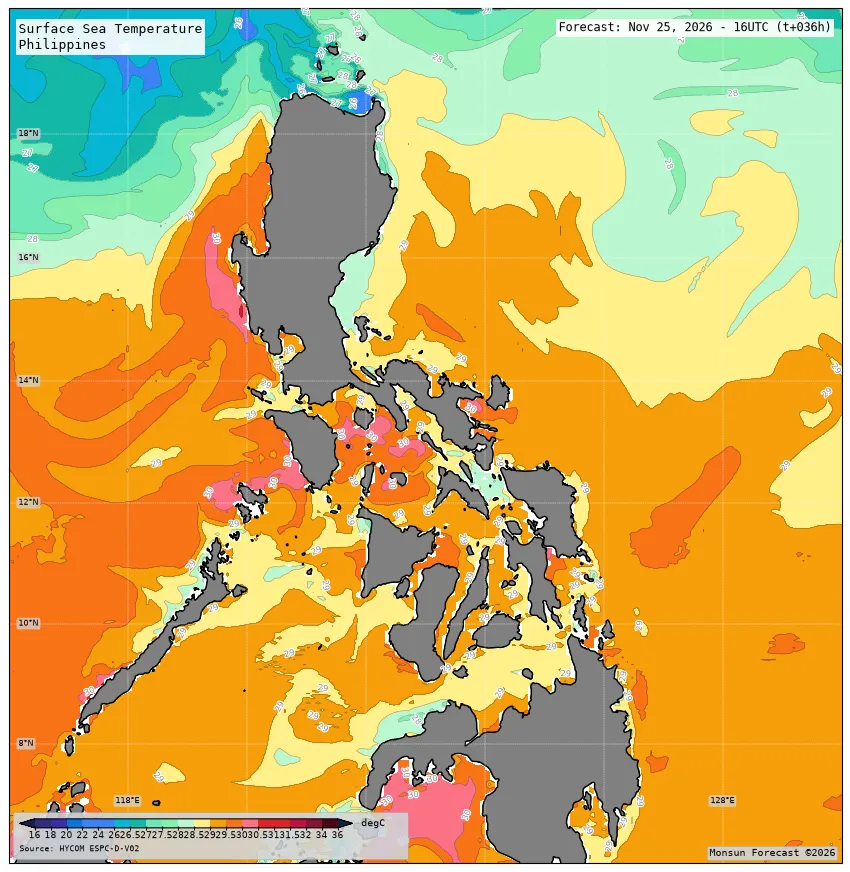 Surface Sea Temperature
Philippines
Forecast: Nov 25, 2026 - 16UTC (t+036h)
18°N
16°N
14°N
12°N
10°N
8°N
118°E
128°E
16 18 20 22 24 26 26.5 27 27.5 28 28.5 29 29.5 30 30.5 31 31.5 32 34 36 degC
Source: HYCOM ESPC-D-V02
Monsun Forecast ©2026